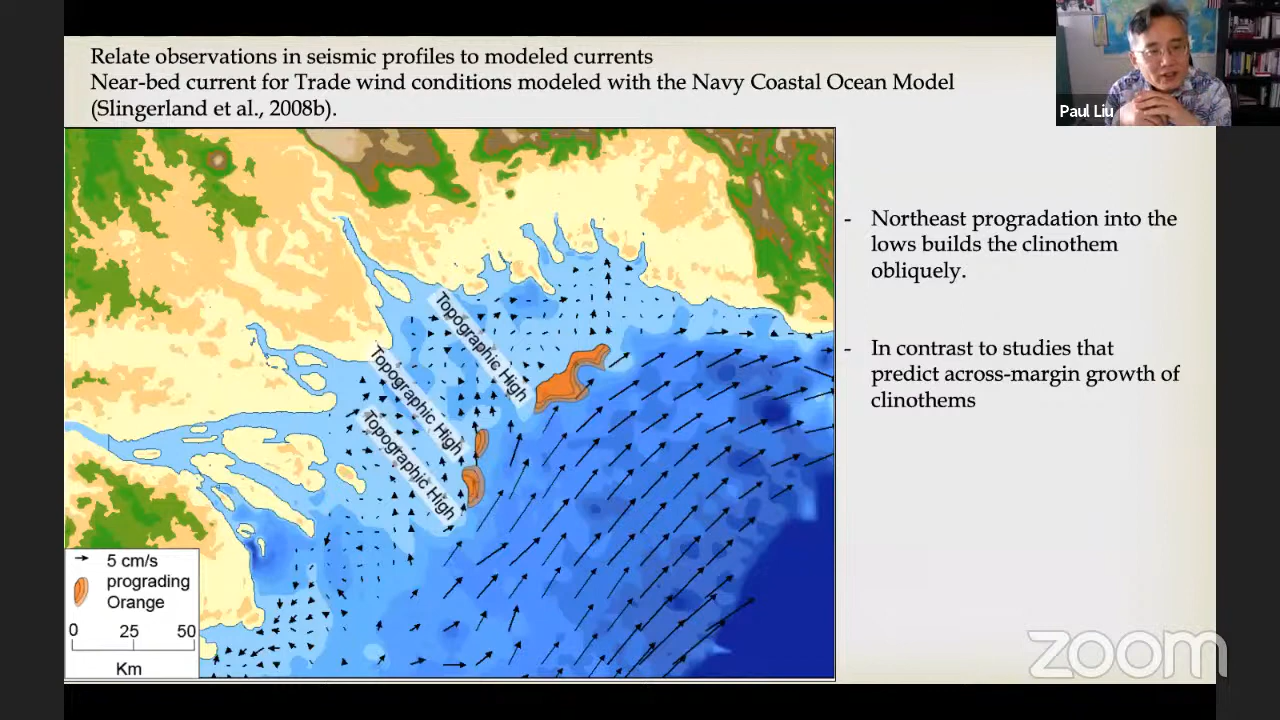 Relate observations in seismic profiles to modeled currents
Near-bed current for Trade wind conditions modeled with the Navy Coastal Ocean Model
(Slingerland et al., 2008b).
Paul Liu
- Northeast progradation into the
lows builds the clinothem
obliquely.
- In contrast to studies that
predict across-margin growth of
clinothems
Topographic High
Topographic High
Topographic High
5 cm/s
prograding
Orange
0 25 50
Km
zoom